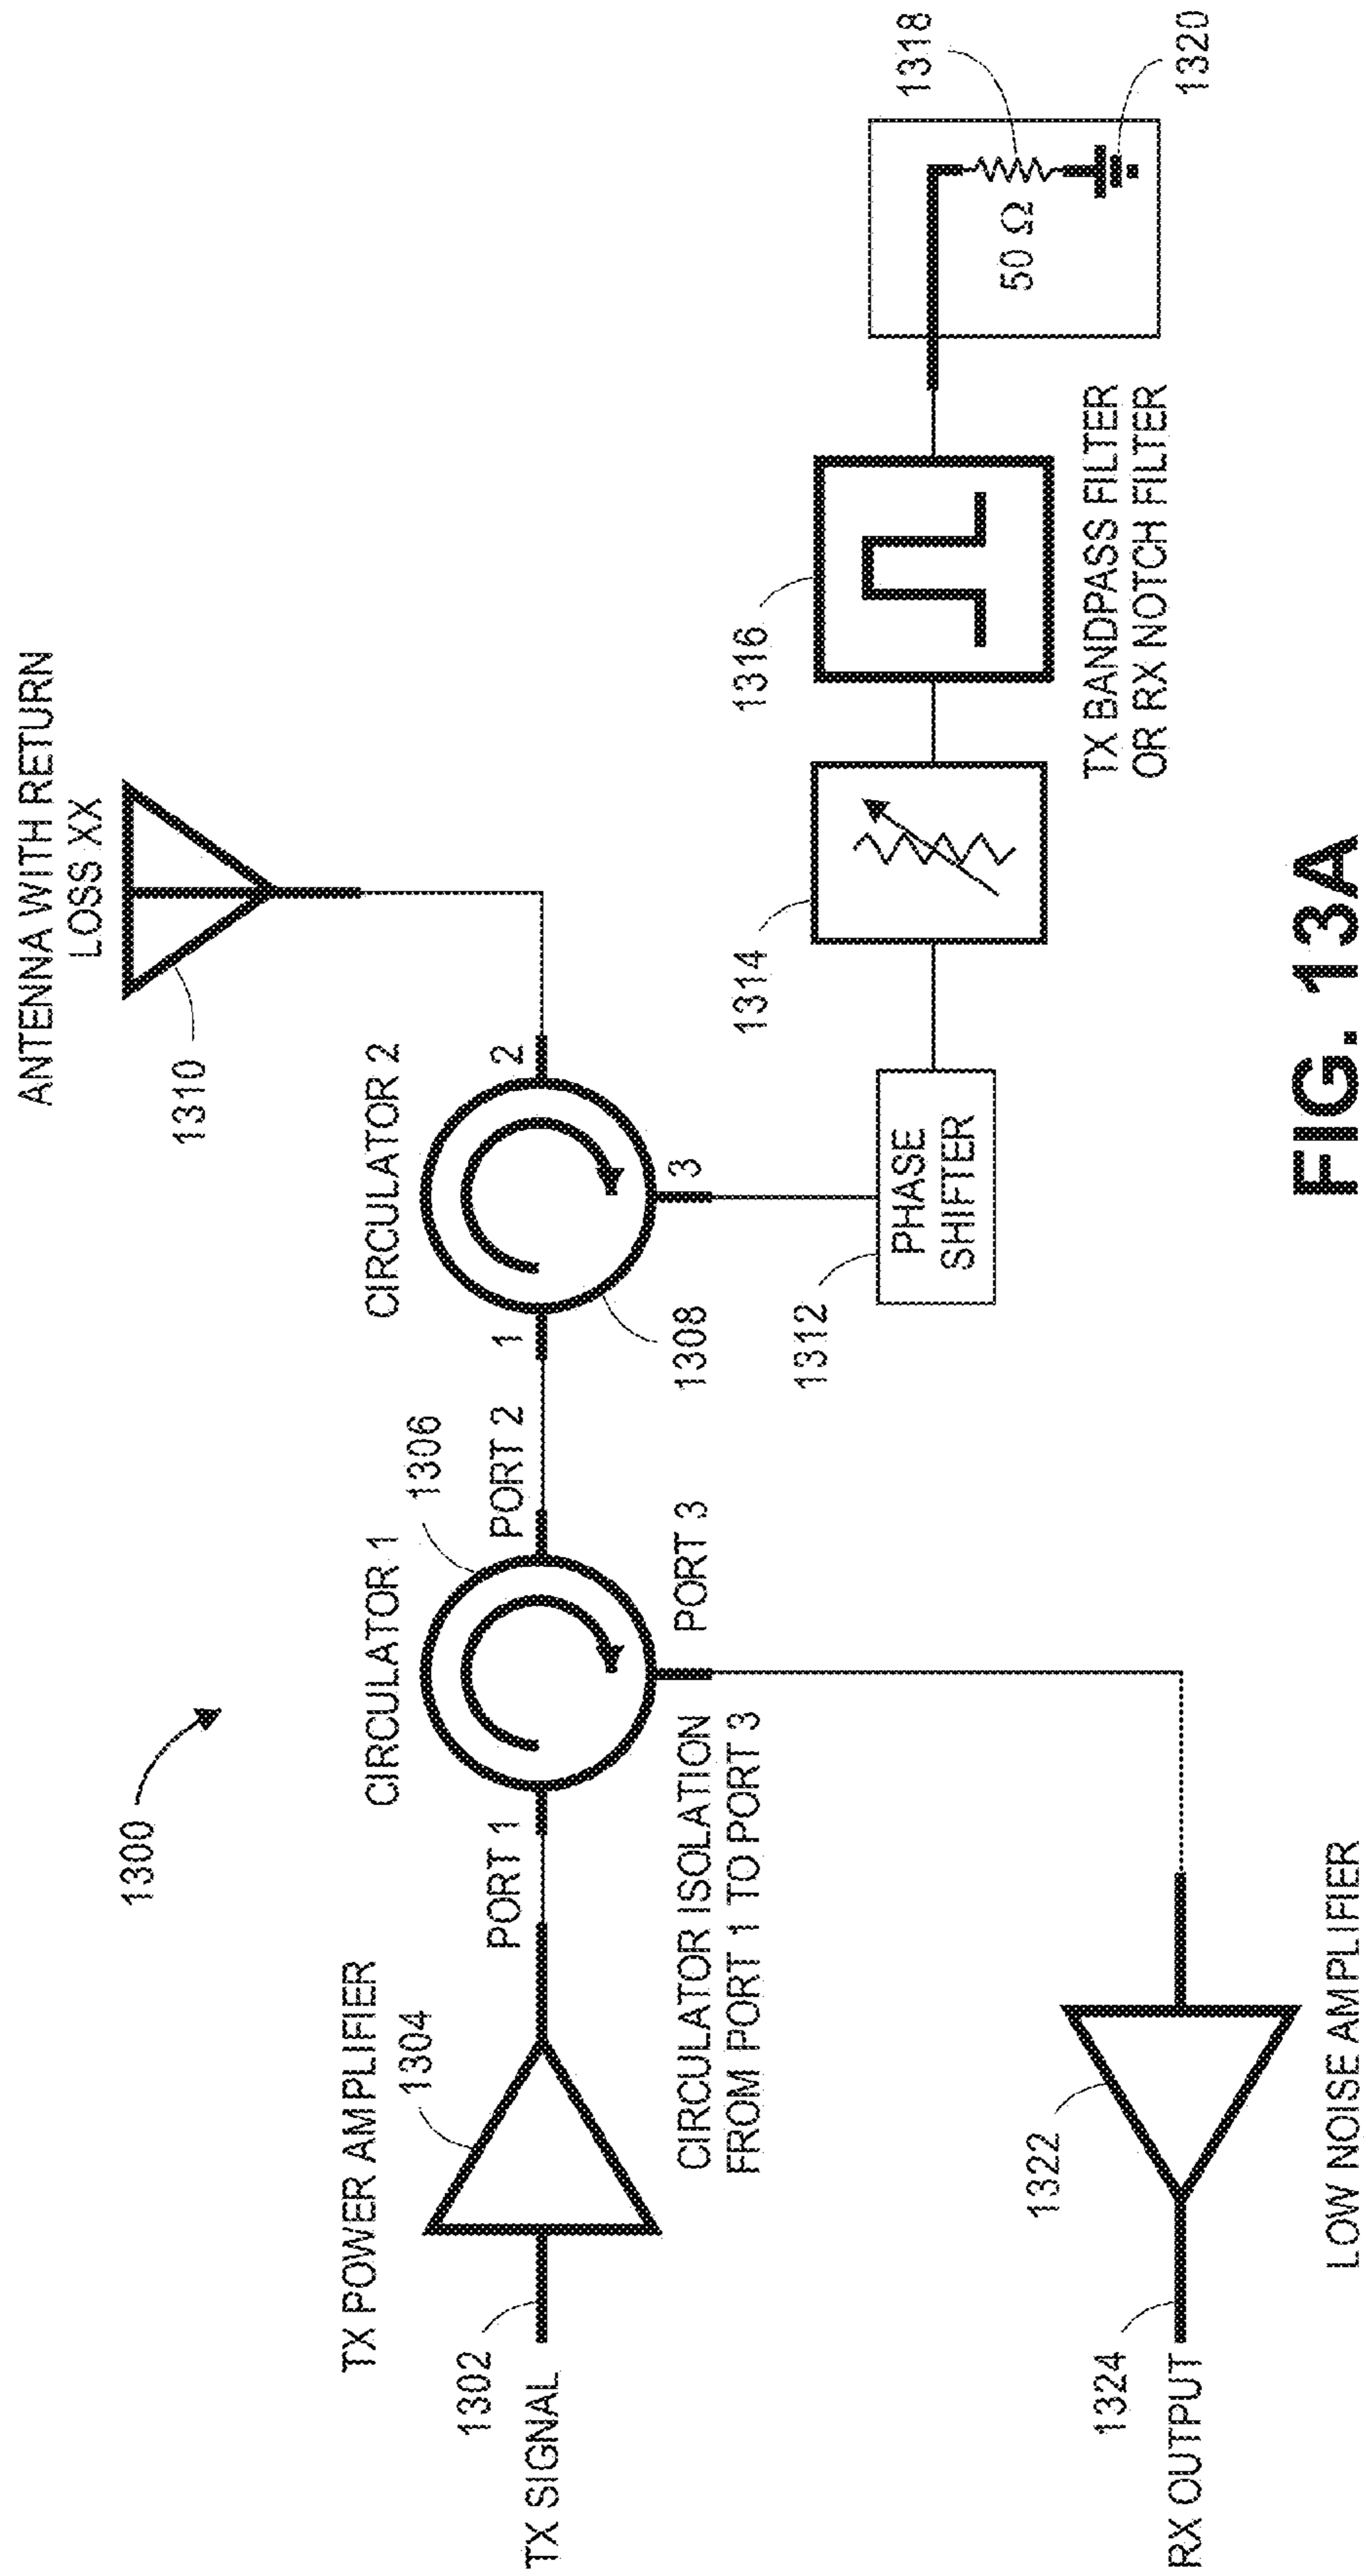 1300
ANTENNA WITH RETURN
LOSS XX
1310
TX POWER AMPLIFIER
1304
CIRCULATOR 1
1306
CIRCULATOR 2
1302
TX SIGNAL
PORT 1
PORT 2
1
2
1308
3
PORT 3
CIRCULATOR ISOLATION
FROM PORT 1 TO PORT 3
1312
PHASE
SHIFTER
1314
1316
TX BANDPASS FILTER
OR RX NOTCH FILTER
1318
50 Ω
1320
1322
1324
RX OUTPUT
LOW NOISE AMPLIFIER
FIG. 13A